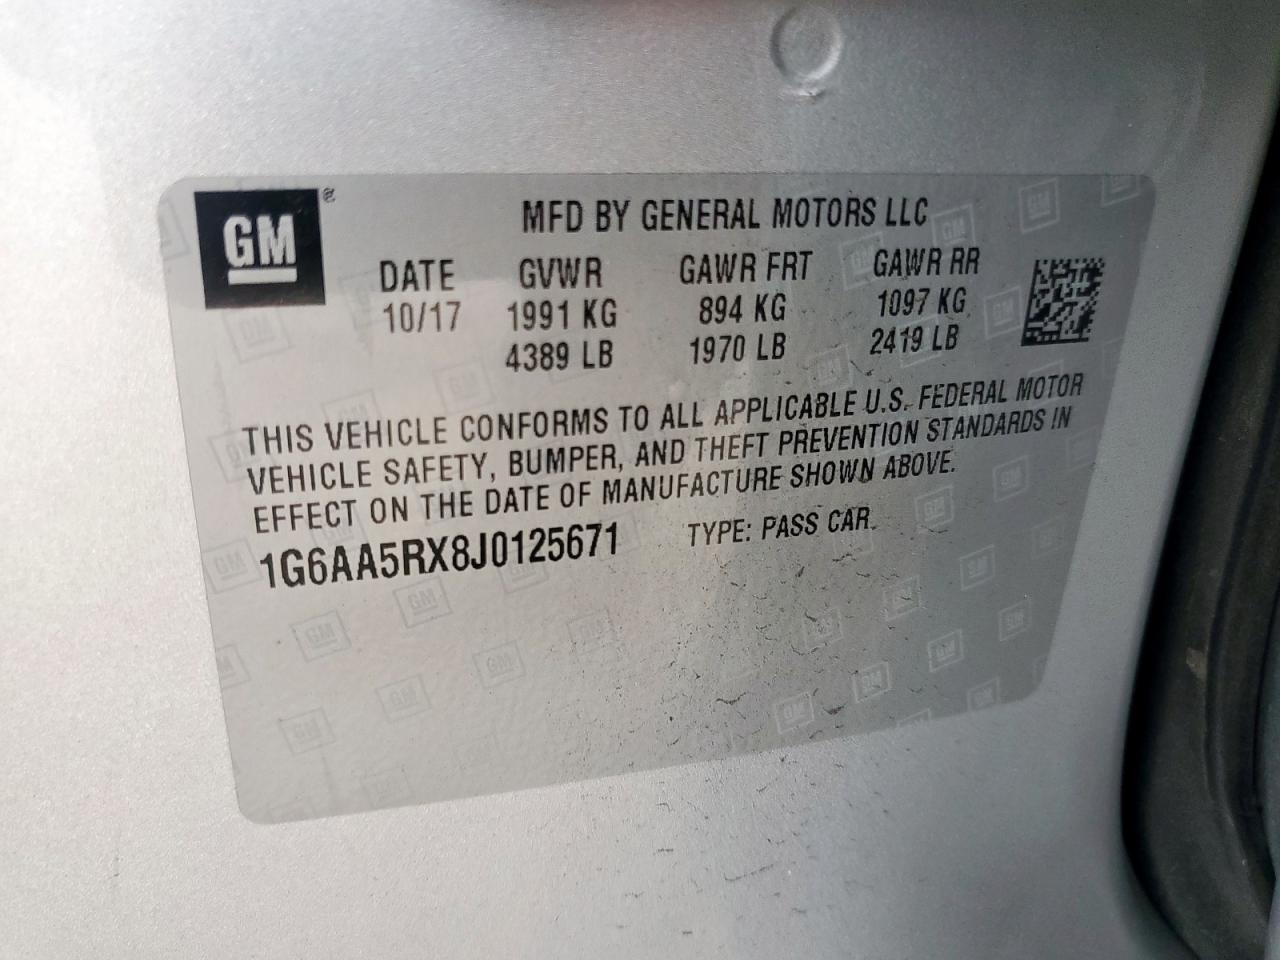 GM ®
MFD BY GENERAL MOTORS LLC
DATE GVWR GAWR FRT GAWR RR
10/17 1991 KG 894 KG 1097 KG
4389 LB 1970 LB 2419 LB
THIS VEHICLE CONFORMS TO ALL APPLICABLE U.S. FEDERAL MOTOR
VEHICLE SAFETY, BUMPER, AND THEFT PREVENTION STANDARDS IN
EFFECT ON THE DATE OF MANUFACTURE SHOWN ABOVE.
1G6AA5RX8J0125671 TYPE: PASS CAR